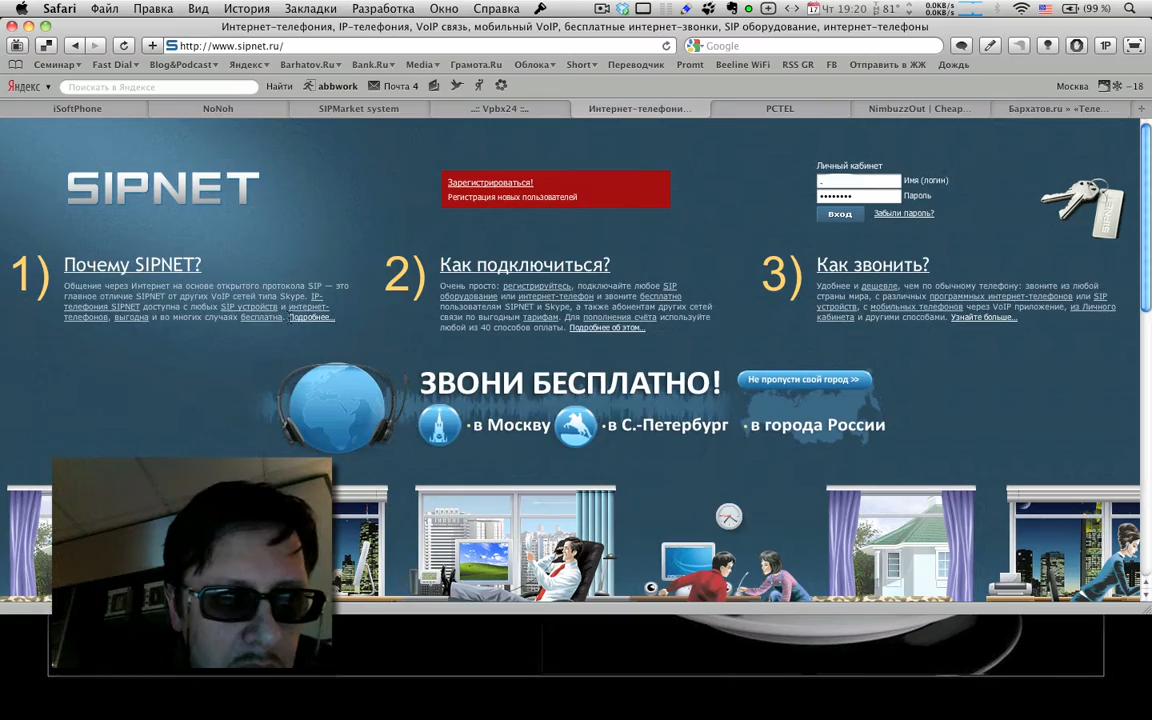 Safari Файл Правка Вид История Закладки Разработка Окно Справка Чт 19:20 81° 0.0KB/s 0.0KB/s (99 %)
Интернет-телефония, IP-телефония, VoIP связь, мобильный VoIP, бесплатные интернет-звонки, SIP оборудование, интернет-телефоны
http://www.sipnet.ru/ Google 1P
Семинар Fast Dial Blog&Podcast Яндекс Barhatov.Ru Bank.Ru Media Грамота.Ru Облака Short Переводчик Promt Beeline WiFi RSS GR FB Отправить в ЖЖ Дождь
Яндекс Поиск в Яндексе Найти abbwork Почта 4 Москва −18
iSoftPhone NoNoh SIPMarket system ..:: Vpbx24 ::.. Интернет-телефони... PCTEL NimbuzzOut | Cheap... Бархатов.ru » «Теле...
SIPNET
Зарегистрироваться!
Регистрация новых пользователей
Личный кабинет
Имя (логин)
Пароль
Вход Забыли пароль?
SIPNET
1) Почему SIPNET?
Общение через Интернет на основе открытого протокола SIP — это
главное отличие SIPNET от других VoIP сетей типа Skype. IP-
телефония SIPNET доступна с любых SIP устройств и интернет-
телефонов, выгодна и во многих случаях бесплатна. Подробнее...
2) Как подключиться?
Очень просто: регистрируйтесь, подключайте любое SIP
оборудование или интернет-телефон и звоните бесплатно
пользователям SIPNET и Skype, а также абонентам других сетей
связи по выгодным тарифам. Для пополнения счёта используйте
любой из 40 способов оплаты. Подробнее об этом...
3) Как звонить?
Удобнее и дешевле, чем по обычному телефону: звоните из любой
страны мира, с различных программных интернет-телефонов или SIP
устройств, с мобильных телефонов через VoIP приложение, из Личного
кабинета и другими способами. Узнайте больше...
ЗВОНИ БЕСПЛАТНО! Не пропусти свой город >>
в Москву в С.-Петербург в города России